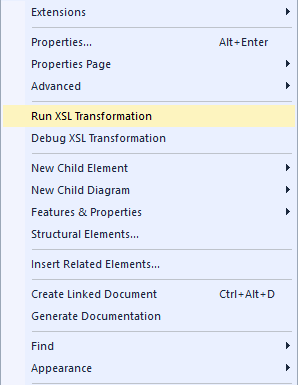 Extensions
Properties... Alt+Enter
Properties Page
Advanced
Run XSL Transformation
Debug XSL Transformation
New Child Element
New Child Diagram
Features & Properties
Structural Elements...
Insert Related Elements...
Create Linked Document Ctrl+Alt+D
Generate Documentation
Find
Appearance